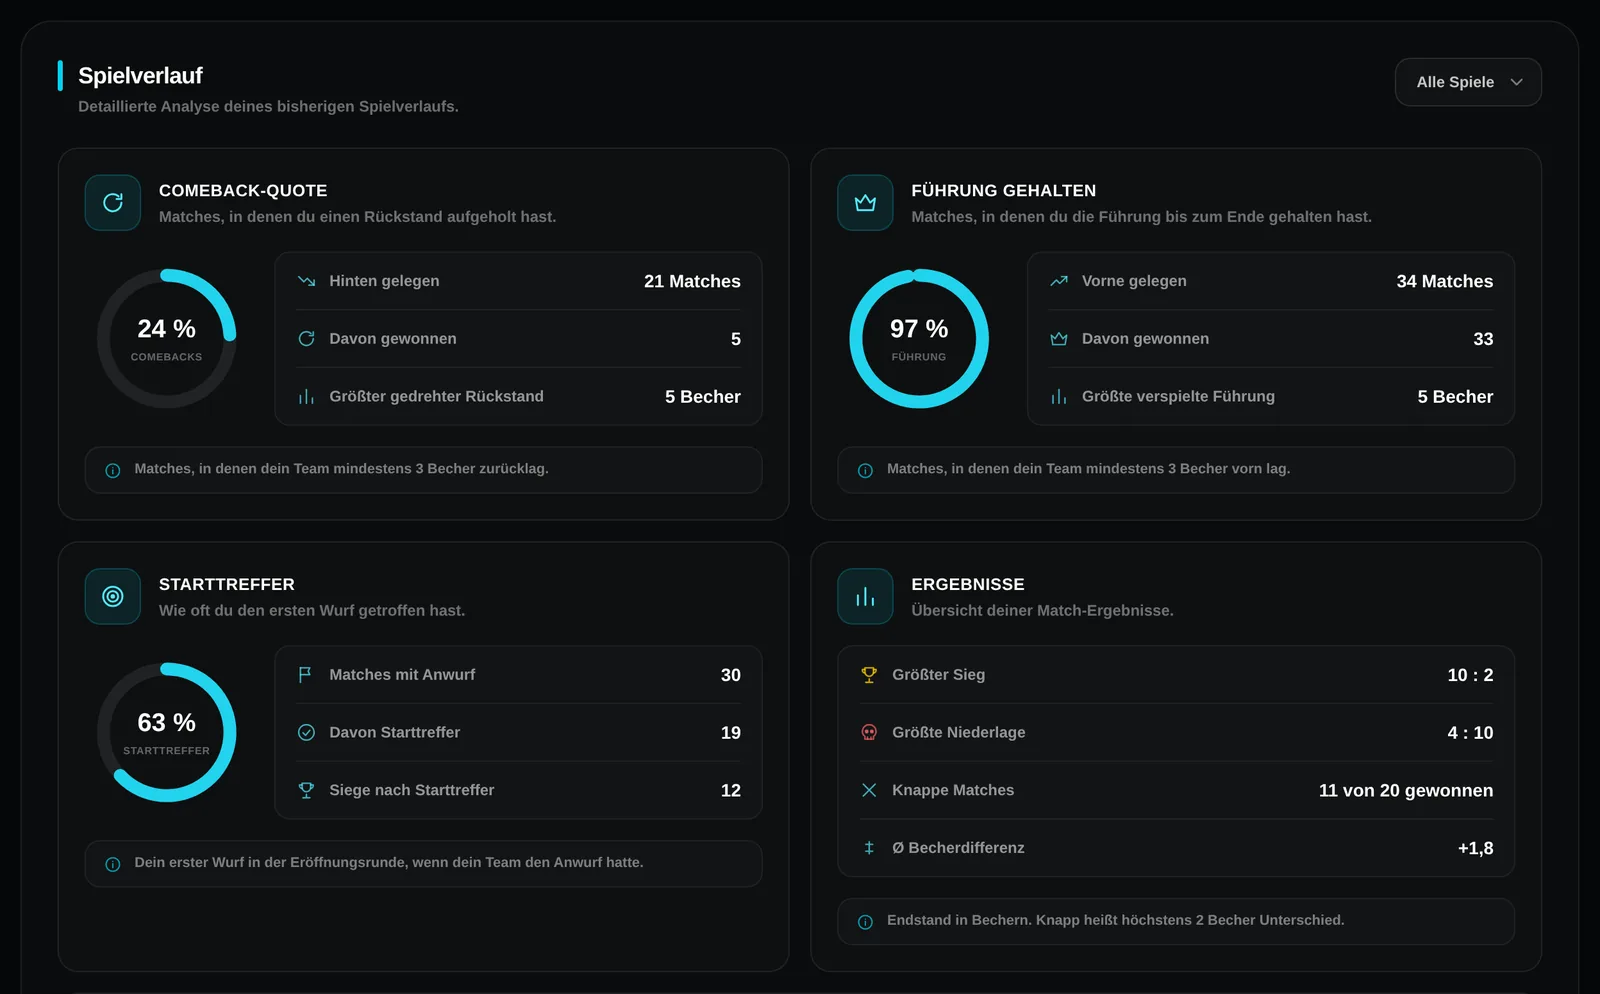 Spielverlauf
Detaillierte Analyse deines bisherigen Spielverlaufs.
Alle Spiele
COMEBACK-QUOTE
Matches, in denen du einen Rückstand aufgeholt hast.
24 %
COMEBACKS
Hinten gelegen
21 Matches
Davon gewonnen
5
Größter gedrehter Rückstand
5 Becher
Matches, in denen dein Team mindestens 3 Becher zurücklag.
FÜHRUNG GEHALTEN
Matches, in denen du die Führung bis zum Ende gehalten hast.
97 %
FÜHRUNG
Vorne gelegen
34 Matches
Davon gewonnen
33
Größte verspielte Führung
5 Becher
Matches, in denen dein Team mindestens 3 Becher vorn lag.
STARTTREFFER
Wie oft du den ersten Wurf getroffen hast.
63 %
STARTTREFFER
Matches mit Anwurf
30
Davon Starttreffer
19
Siege nach Starttreffer
12
Dein erster Wurf in der Eröffnungsrunde, wenn dein Team den Anwurf hatte.
ERGEBNISSE
Übersicht deiner Match-Ergebnisse.
Größter Sieg
10 : 2
Größte Niederlage
4 : 10
Knappe Matches
11 von 20 gewonnen
Ø Becherdifferenz
+1,8
Endstand in Bechern. Knapp heißt höchstens 2 Becher Unterschied.